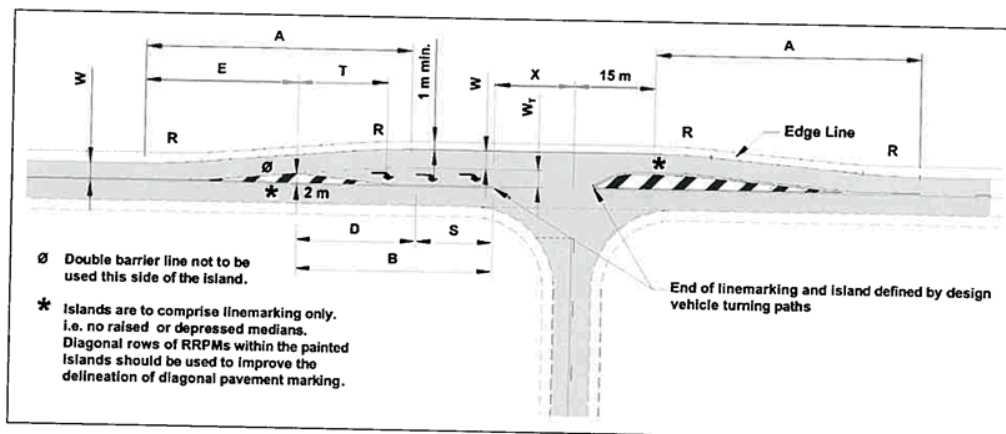 A
A
E
T
1 m min.
W
X
15 m
W
W_T
R
R
R
Edge Line
R
Ø
*
*
2 m
D
S
B
Ø Double barrier line not to be
used this side of the island.
* Islands are to comprise linemarking only.
i.e. no raised or depressed medians.
Diagonal rows of RRPMs within the painted
islands should be used to improve the
delineation of diagonal pavement marking.
End of linemarking and island defined by design
vehicle turning paths